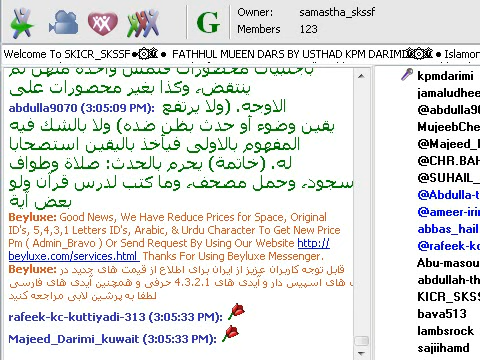 Owner: samastha_skssf
Members 123
Welcome To SKICR_SKSSF FATHHUL MUEEN DARS BY USTHAD KPM DARIMI Islamon
باجنبيات محصورات فلمس واحدة منهن لم
ينتقض، وكذا بغير محصورات على
abdulla9070 (3:05:09 PM): الاوجه. (ولا يرتفع
يقين وضوء أو حدث بظن ضده) ولا بالشك فيه
المفهوم بالاولى فيأخذ باليقين استصحابا
له. (خاتمة) يحرم بالحدث: صلاة وطواف
سجود، وحمل مصحف، وما كتب لدرس قرآن ولو
بعض آية
Beyluxe: Good News, We Have Reduce Prices for Space, Original
ID's, 5,4,3,1 Letters ID's, Arabic, & Urdu Character To Get New Price
Pm ( Admin_Bravo ) Or Send Request By Using Our Website http://
beyluxe.com/services.html Thanks For Using Beyluxe Messenger.
Beyluxe: قابل توجه کاربران عزیز از ایران برای اطلاع از قیمت های جدید در
های اسپیس دار و آیدی های 4.3.2.1 حرفی و همچنین آیدی های فارسی
لطفا به پرشین لابی مراجعه کنید
rafeek-kc-kuttiyadi-313 (3:05:33 PM):
Majeed_Darimi_kuwait (3:05:33 PM):
kpmdarimi
jamaludhee
@abdulla90
MujeebChe
@Majeed_
@CHR.BAH
@SUHAIL_
@Abdulla-t
@ameer-irin
abbas_hail
@rafeek-ko
Abu-masou
abdullah-th
KICR_SKSS
bava513
lambsrock
sajiihamd